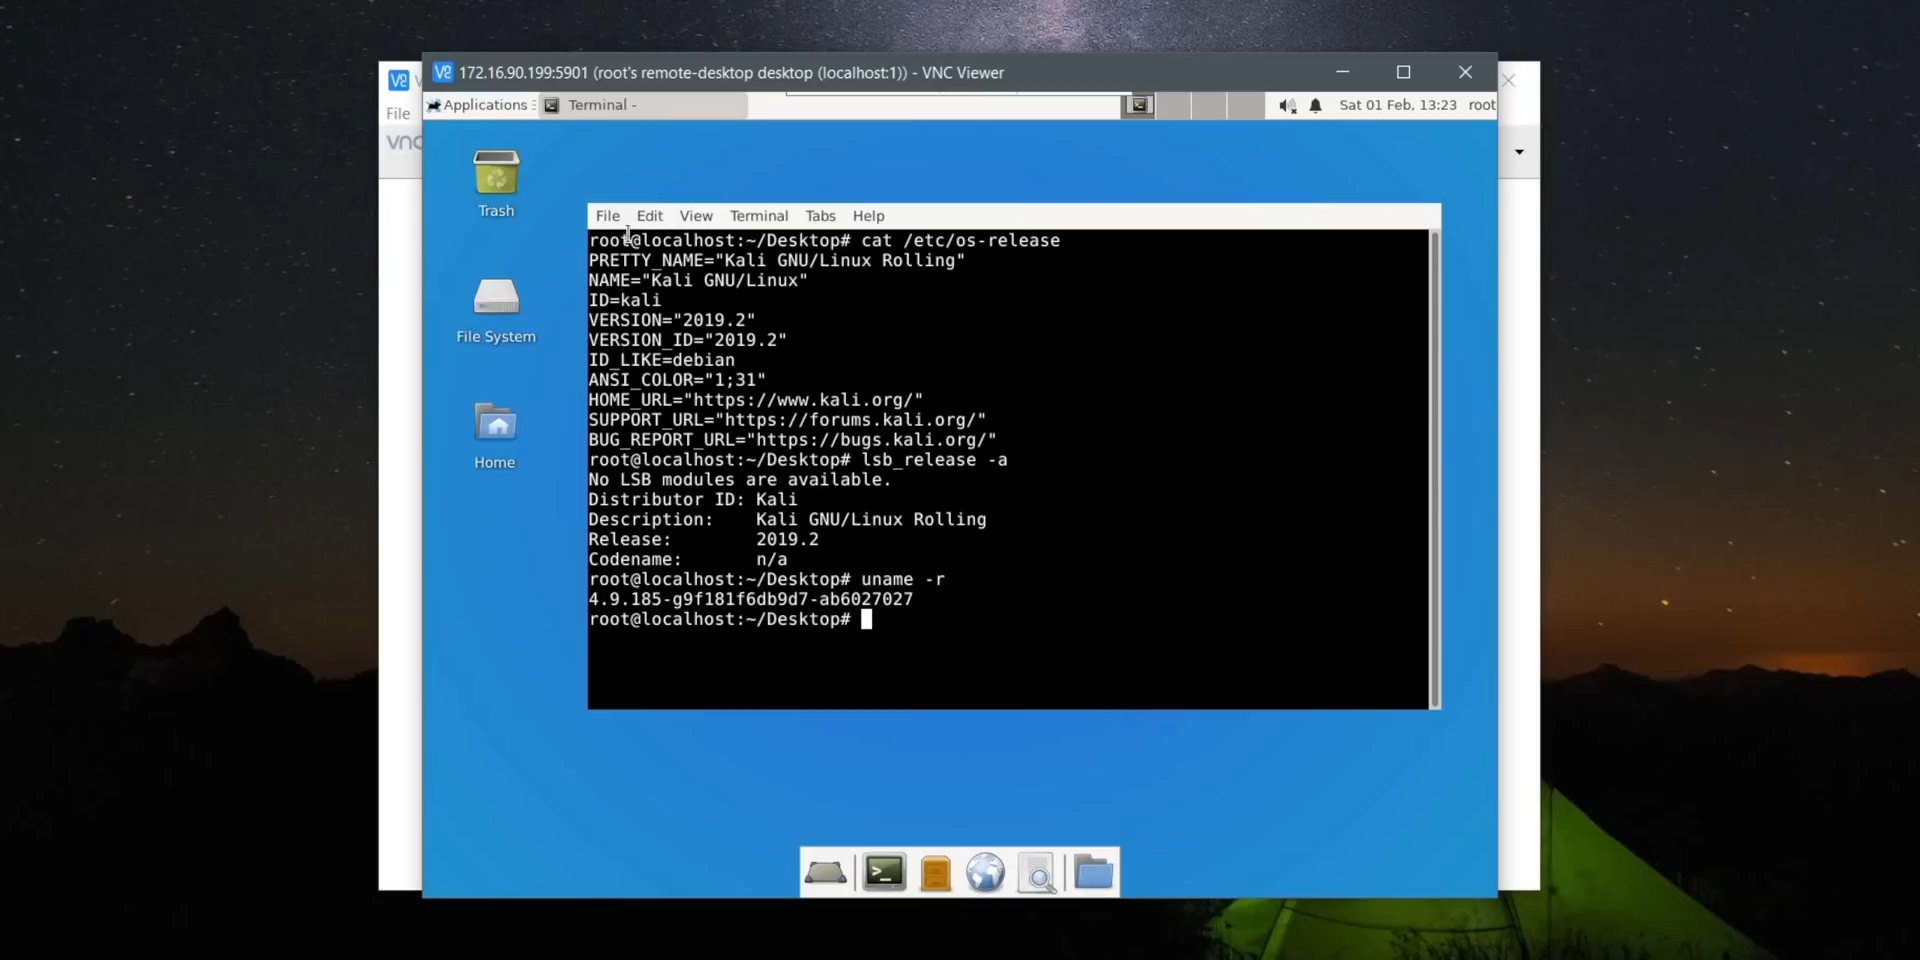 172.16.90.199:5901 (root's remote-desktop desktop (localhost:1)) - VNC Viewer
File
vnc
Applications
Terminal -
Sat 01 Feb, 13:23 root
Trash
File System
Home
File Edit View Terminal Tabs Help
root@localhost:~/Desktop# cat /etc/os-release
PRETTY_NAME="Kali GNU/Linux Rolling"
NAME="Kali GNU/Linux"
ID=kali
VERSION="2019.2"
VERSION_ID="2019.2"
ID_LIKE=debian
ANSI_COLOR="1;31"
HOME_URL="https://www.kali.org/"
SUPPORT_URL="https://forums.kali.org/"
BUG_REPORT_URL="https://bugs.kali.org/"
root@localhost:~/Desktop# lsb_release -a
No LSB modules are available.
Distributor ID: Kali
Description:    Kali GNU/Linux Rolling
Release:        2019.2
Codename:       n/a
root@localhost:~/Desktop# uname -r
4.9.185-g9f181f6db9d7-ab6027027
root@localhost:~/Desktop#